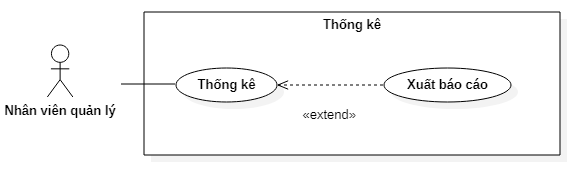 Thống kê
Nhân viên quản lý
Thống kê
Xuất báo cáo
«extend»